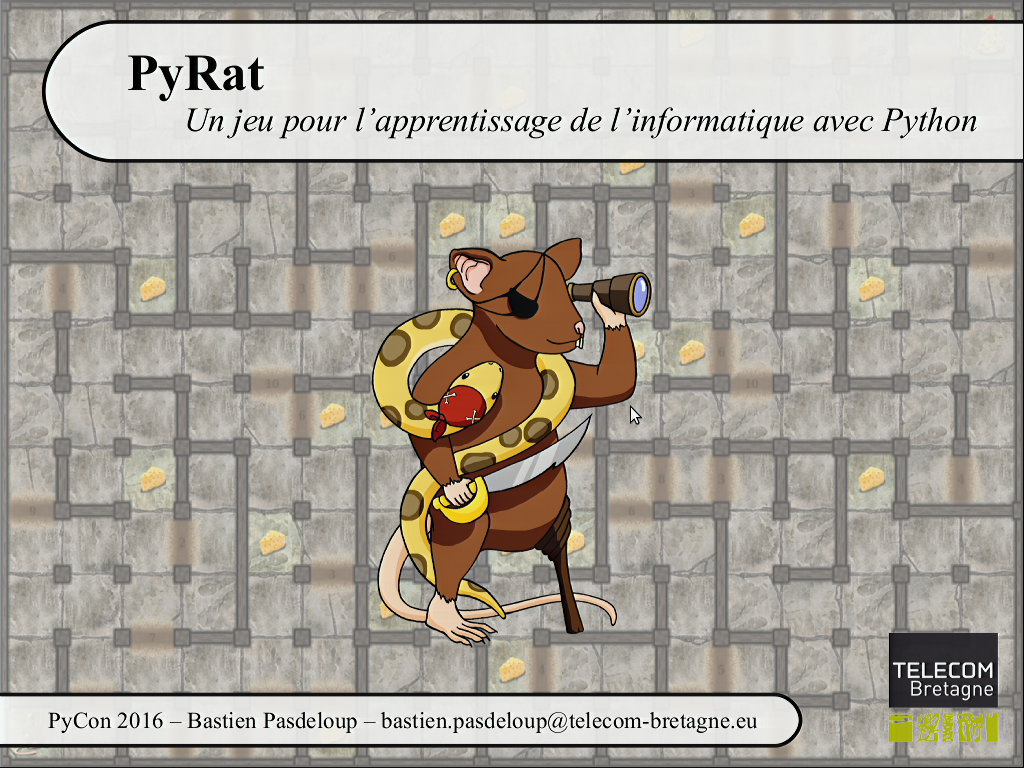 PyRat
Un jeu pour l’apprentissage de l’informatique avec Python
TELECOM
Bretagne
PyCon 2016 – Bastien Pasdeloup – bastien.pasdeloup@telecom-bretagne.eu